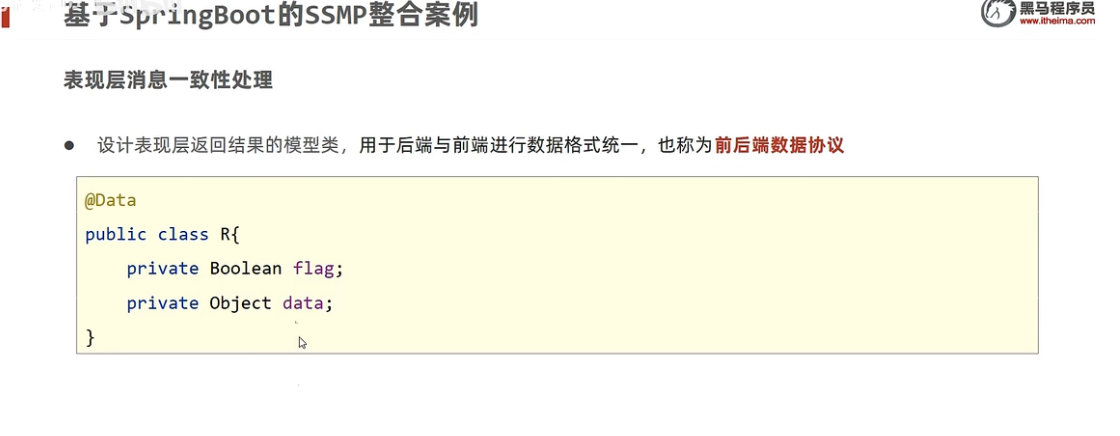 基于SpringBoot的SSMP整合案例
黑马程序员
www.itheima.com
表现层消息一致性处理
● 设计表现层返回结果的模型类，用于后端与前端进行数据格式统一，也称为前后端数据协议
@Data
public class R{
    private Boolean flag;
    private Object data;
}